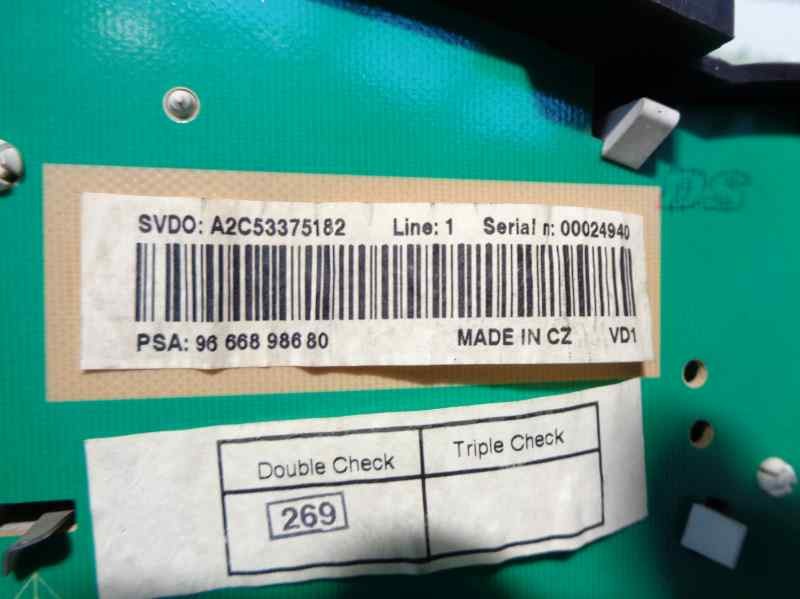 SVDO: A2C53375182 Line: 1 Serial n: 00024940
PSA: 96 668 986 80 MADE IN CZ VD1
Double Check Triple Check
269